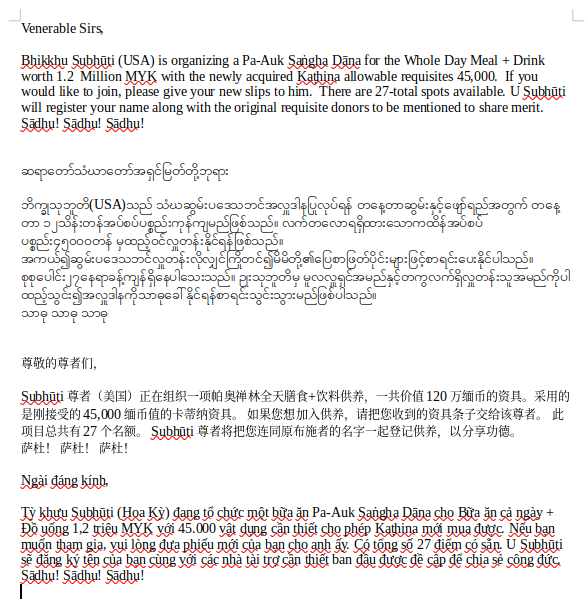 Venerable Sirs,
Bhikkhu Subhūti (USA) is organizing a Pa-Auk Saṅgha Dāna for the Whole Day Meal + Drink
worth 1.2  Million MYK with the newly acquired Kaṭhina allowable requisites 45,000.  If you
would like to join, please give your new slips to him.  There are 27-total spots available. U Subhūti
will register your name along with the original requisite donors to be mentioned to share merit.
Sādhu! Sādhu! Sādhu!
ဆရာတော်သံဃာတော်အရှင်မြတ်တို့ဘုရား
ဘိက္ခုသုဘူတိ(USA)သည် သံဃဆွမ်းပဒေသာဘင်အလှူဒါနပြုလုပ်ရန် တနေ့တာဆွမ်းနှင့်ဖျော်ရည်အတွက် တနေ့
တာ ၁၂သိန်းတန်အပ်စပ်ပစ္စည်းကုန်ကျမည်ဖြစ်သည်။ လက်တလောရရှိထားသောကထိန်အပ်စပ်
ပစ္စည်း၄၅၀၀၀တန် မှထည့်ဝင်လှူတန်းနိုင်ရန်ဖြစ်သည်။
အကယ်၍ဆွမ်းပဒေသာဘင်လှူတန်းလိုလျှင်ကြိုတင်၍မိမိတို့၏ပြေစာဖြတ်ပိုင်းများဖြင့်စာရင်းပေးနိုင်ပါသည်။
စုစုပေါင်း ၂၇နေရာခန့်ကျန်ရှိနေပါသေးသည်။ ဦးသုဘူတိမှ မူလလှူရှင်အမည်နှင့်တကွလက်ရှိလှူတန်းသူအမည်ကိုပါ
ထည့်သွင်း၍အလှူဒါနကိုသာဓုခေါ်နိုင်ရန်စာရင်းသွင်းသွားမည်ဖြစ်ပါသည်။
သာဓု သာဓု သာဓု
尊敬的尊者们，
Subhūti 尊者（美国）正在组织一项帕奥禅林全天膳食+饮料供养，一共价值 120 万缅币的资具。采用的
是刚接受的 45,000 缅币值的卡蒂纳资具。 如果您想加入供养，请把您收到的资具条子交给该尊者。 此
项目总共有 27 个名额。 Subhūti 尊者将把您连同原布施者的名字一起登记供养，以分享功德。
萨杜！ 萨杜！ 萨杜！
Ngài đáng kính,
Tỳ khưu Subhūti (Hoa Kỳ) đang tổ chức một bữa ăn Pa-Auk Saṅgha Dāna cho Bữa ăn cả ngày +
Đồ uống 1,2 triệu MYK với 45.000 vật dụng cần thiết cho phép Kaṭhina mới mua được. Nếu bạn
muốn tham gia, vui lòng đưa phiếu mới của bạn cho anh ấy. Có tổng số 27 điểm có sẵn. U Subhūti
sẽ đăng ký tên của bạn cùng với các nhà tài trợ cần thiết ban đầu được đề cập để chia sẻ công đức.
Sādhu! Sādhu! Sādhu!